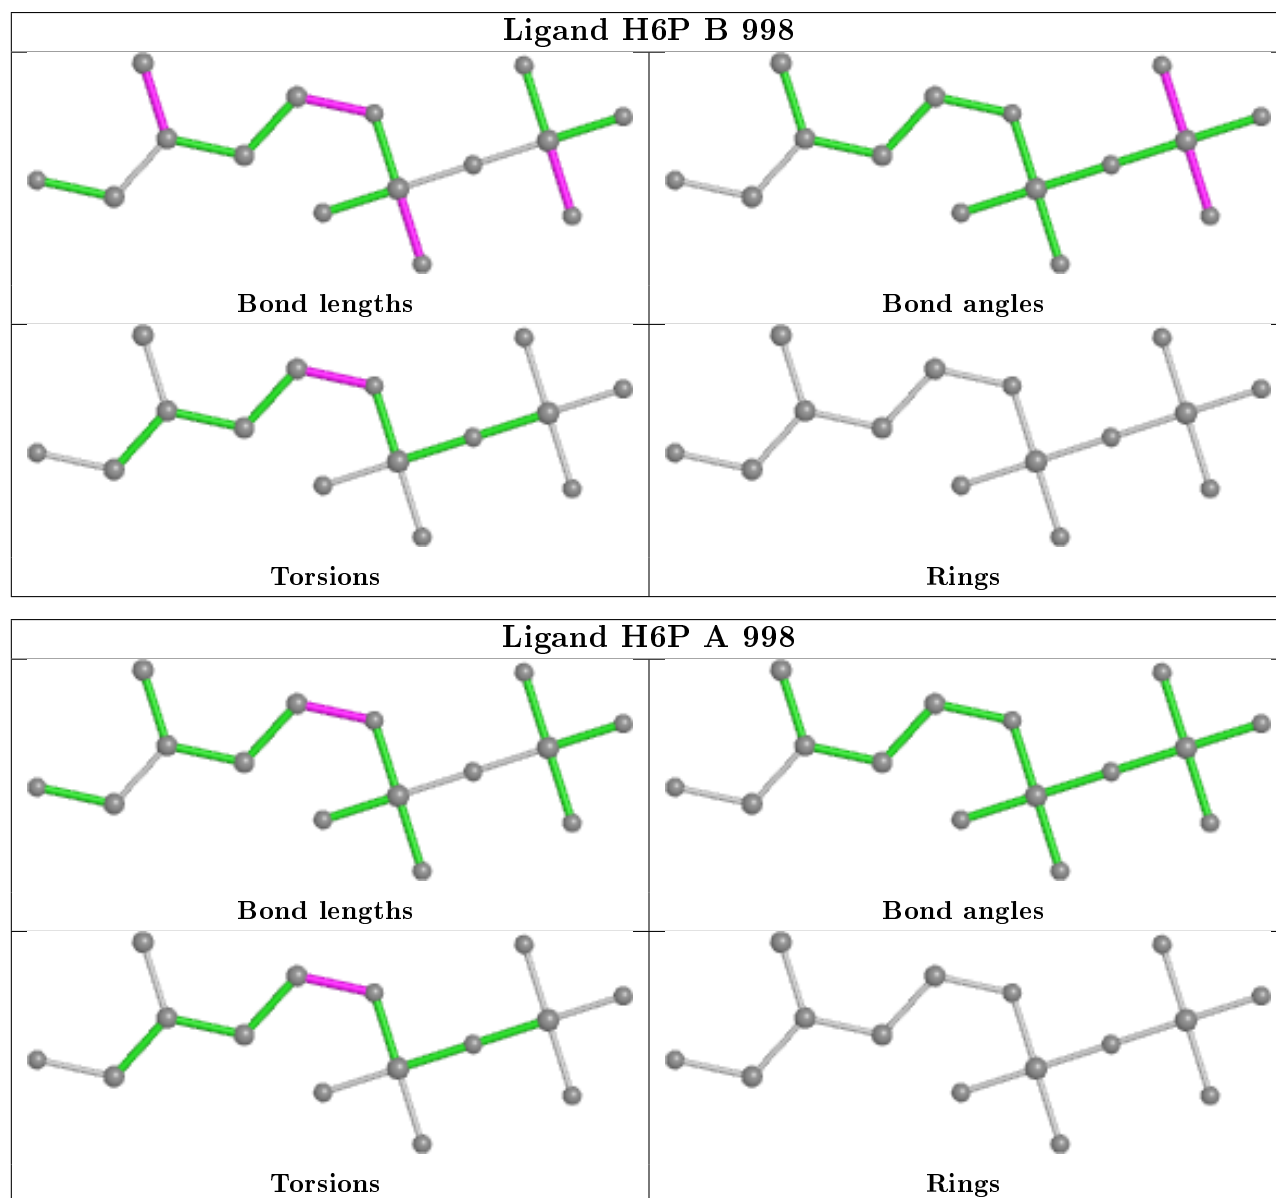 Ligand H6P B 998
Bond lengths
Bond angles
Torsions
Rings
Ligand H6P A 998
Bond lengths
Bond angles
Torsions
Rings